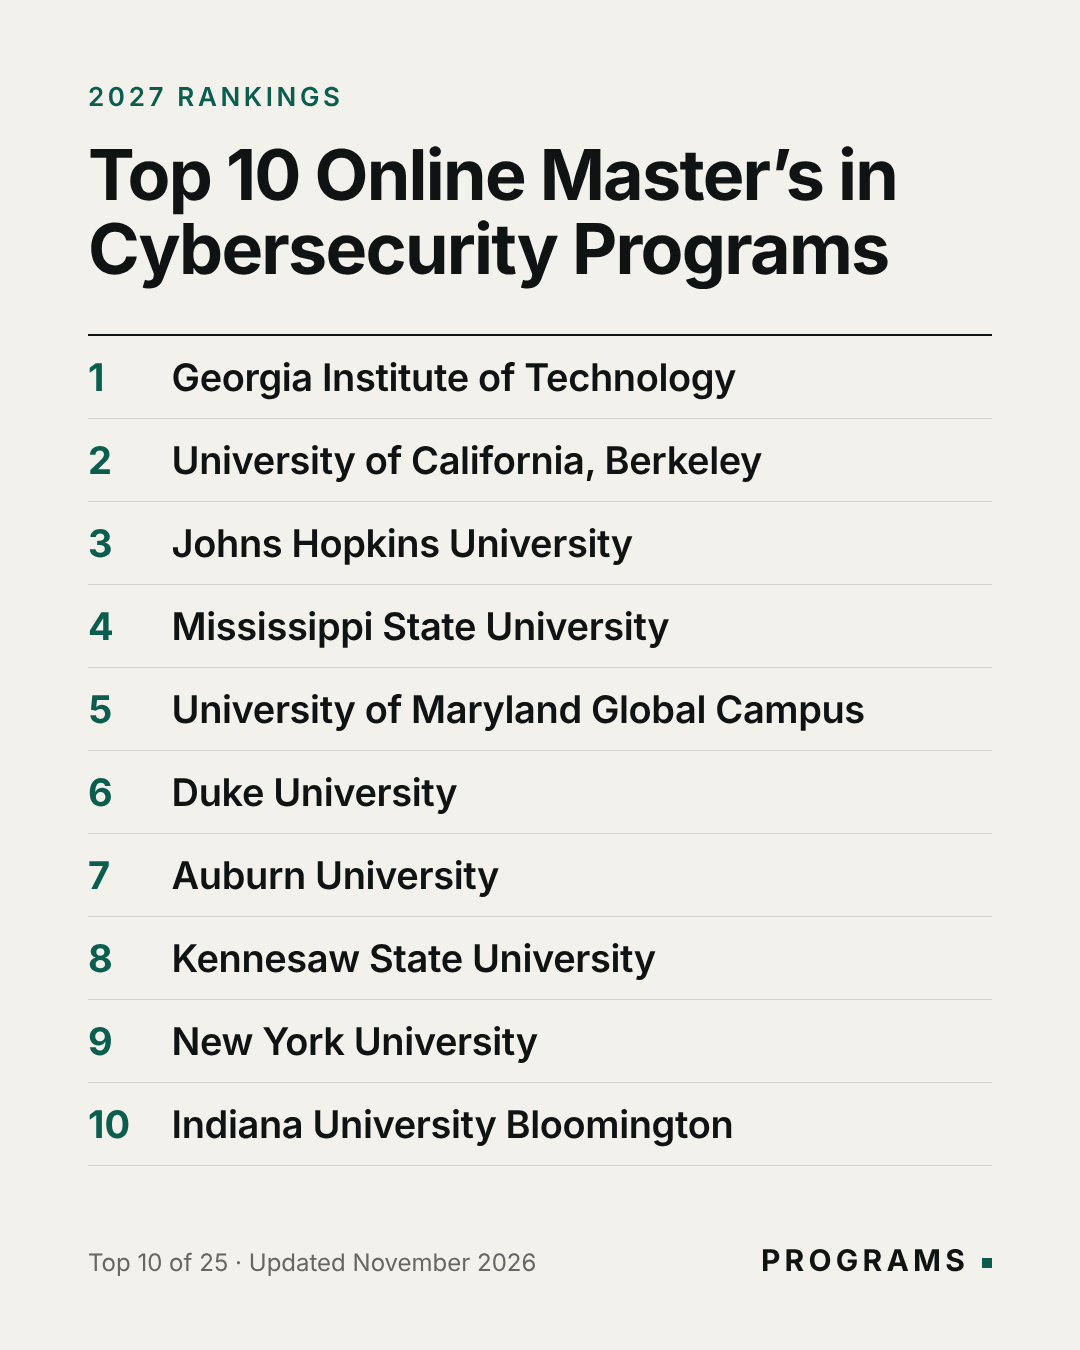 2027 RANKINGS
Top 10 Online Master’s in
Cybersecurity Programs
1 Georgia Institute of Technology
2 University of California, Berkeley
3 Johns Hopkins University
4 Mississippi State University
5 University of Maryland Global Campus
6 Duke University
7 Auburn University
8 Kennesaw State University
9 New York University
10 Indiana University Bloomington
Top 10 of 25 · Updated November 2026
PROGRAMS